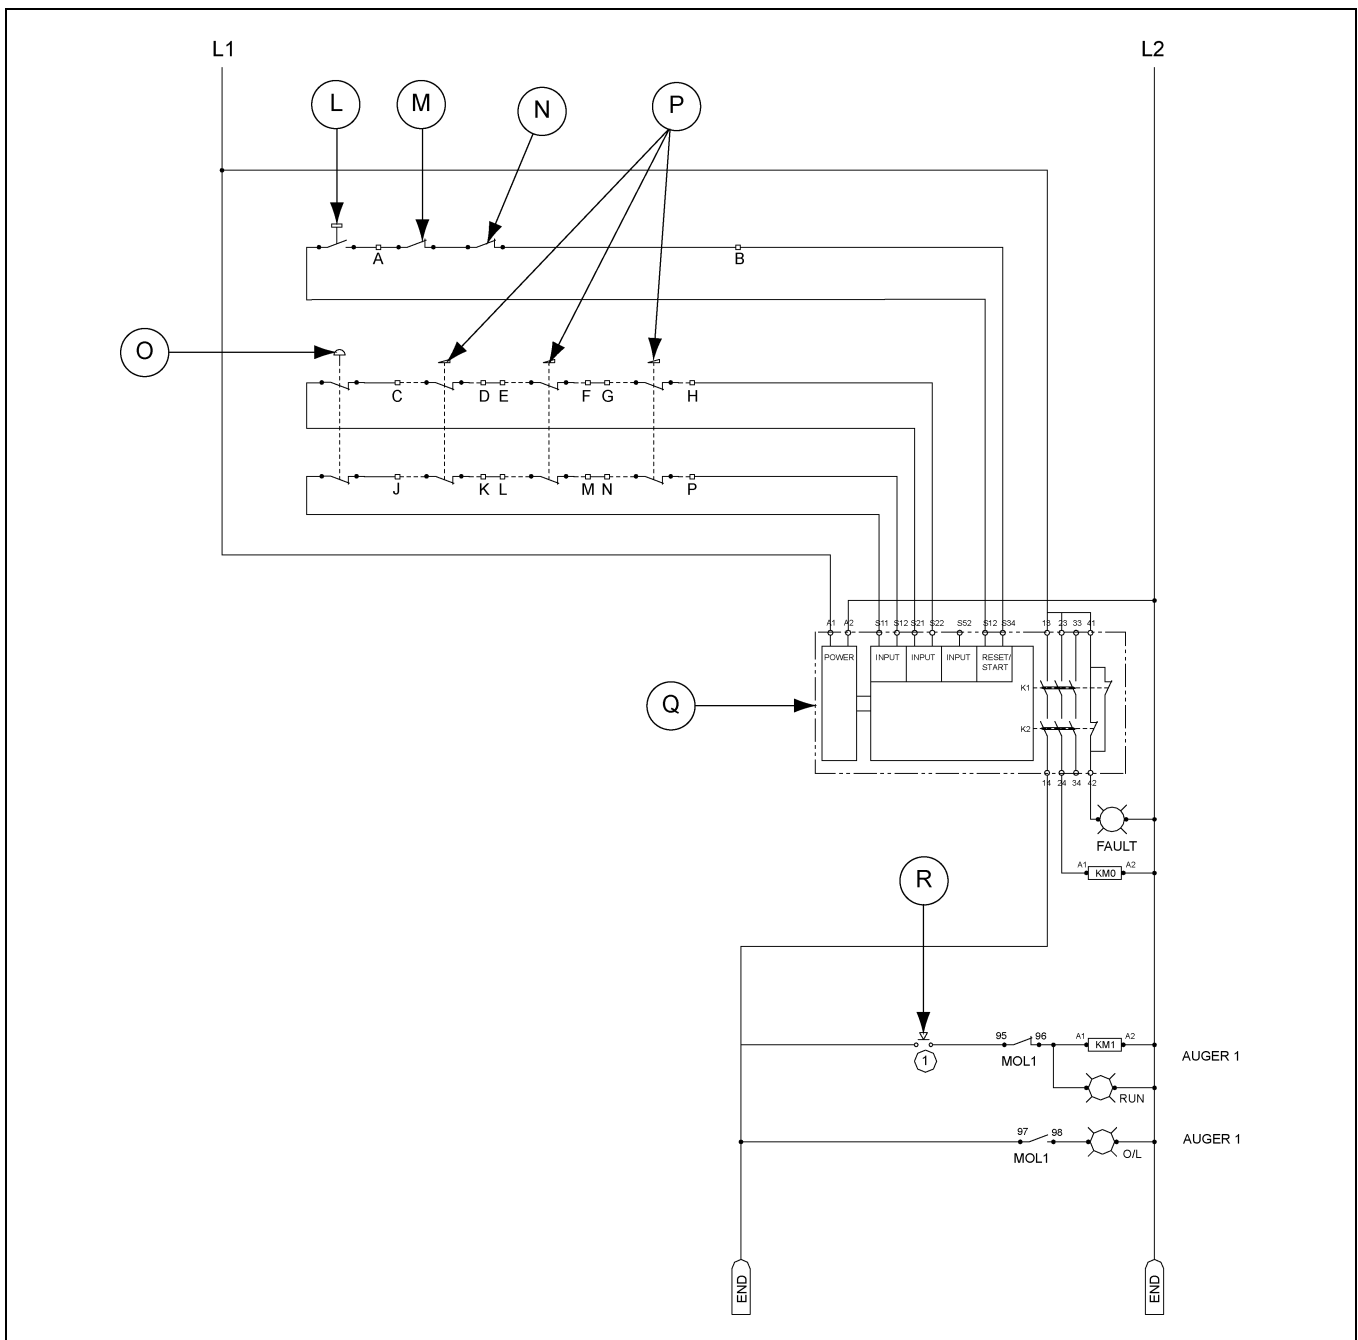 L1 L2
L M N P
A B
O
C D E F G H
J K L M N P
A1 A2 S11 S12 S21 S22 S52 S12 S34 13 23 33 41
POWER INPUT INPUT INPUT RESET/
START
K1
Q
K2
14 24 34 42
FAULT
A1 A2
KM0
R
95 96 A1 A2
KM1
1 MOL1 AUGER 1
RUN
97 98
AUGER 1
MOL1 O/L
END END